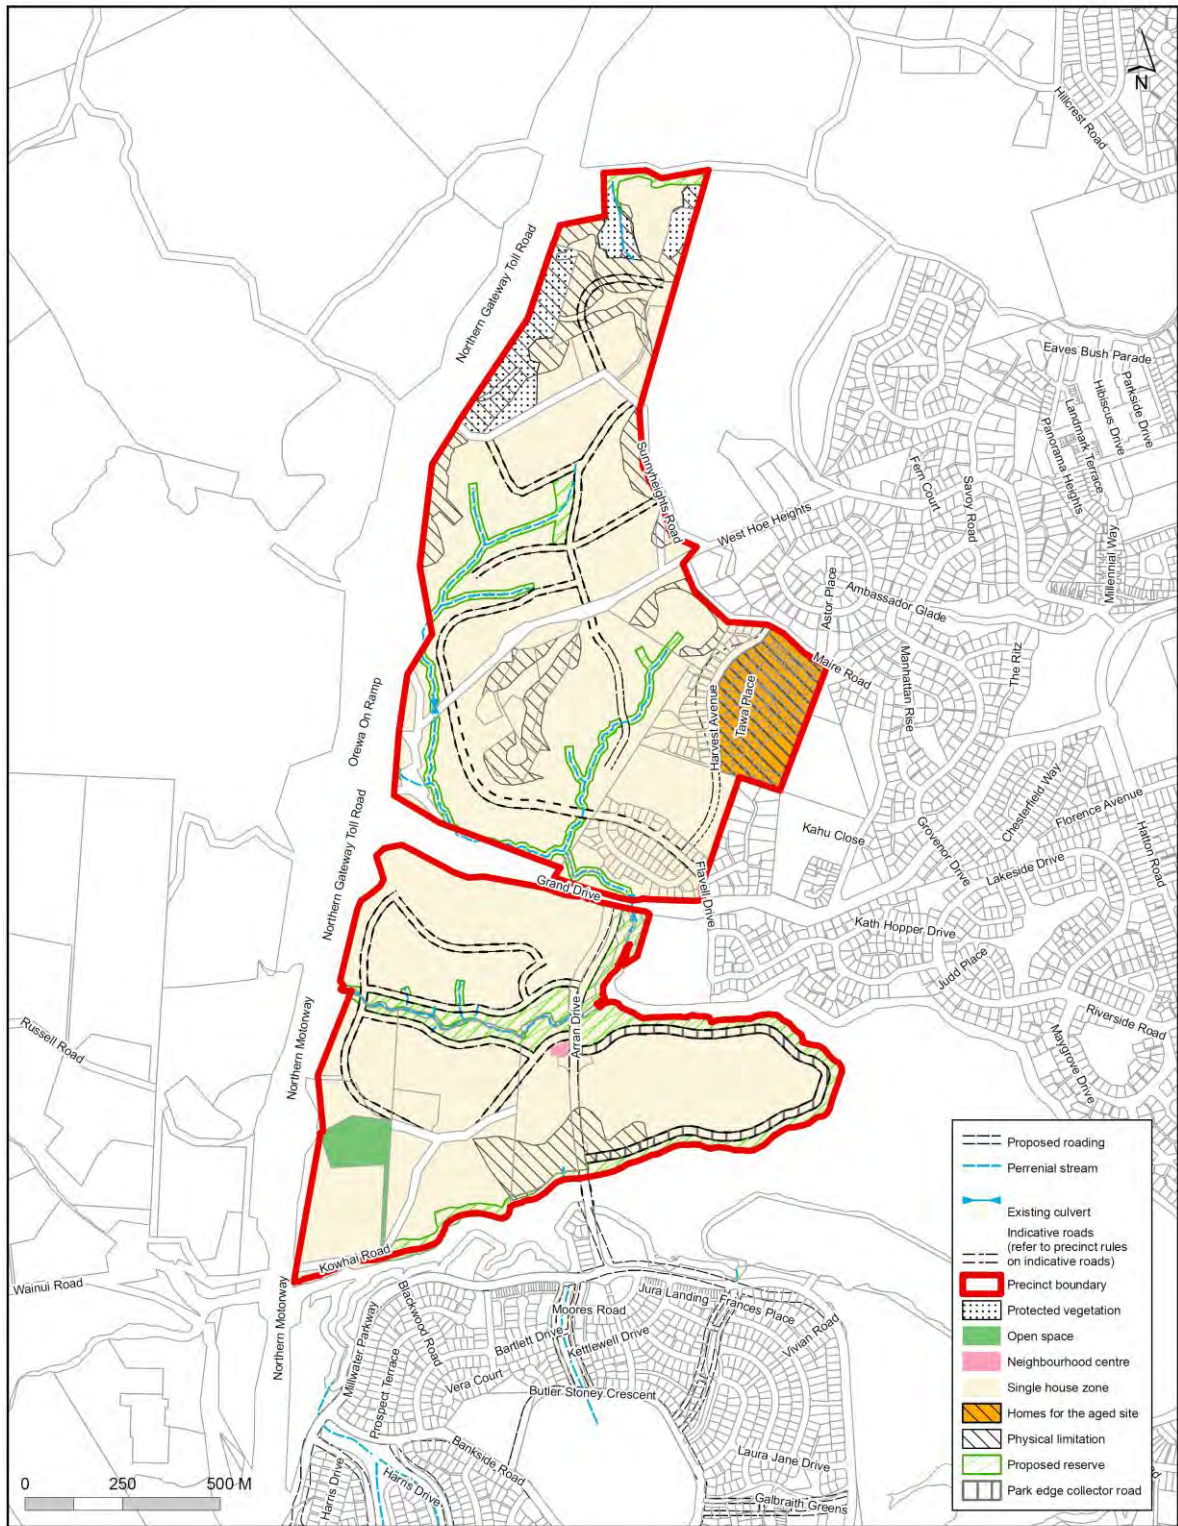 N
Hillcrest Road
Northern Gateway Toll Road
Eaves Bush Parade
Parkside Drive
Hibiscus Drive
Landmark Terrace
Panorama Heights
Sunnyheights Road
Fern Court
Savoy Road
West Hoe Heights
Millennial Way
Astor Place
Ambassador Glade
Maire Road
Manhattan Rise
The Ritz
Tawa Place
Harvest Avenue
Orewa On Ramp
Chesterfield Way
Florence Avenue
Hatton Road
Kahu Close
Grovenor Drive
Lakeside Drive
Northern Gateway Toll Road
Grand Drive
Flavell Drive
Kath Hopper Drive
Judd Place
Riverside Road
Maygrove Drive
Russell Road
Northern Motorway
Arran Drive
Kowhai Road
Wainui Road
Northern Motorway
Millwater Parkway
Blackwood Road
Prospect Terrace
Moores Road
Jura Landing
Frances Place
Vivian Road
Bartlett Drive
Kettlewell Drive
Vera Court
Butler Stoney Crescent
Bankside Road
Laura Jane Drive
Galbraith Greens
Harris Drive
Harris Drive
Proposed roading
Perrenial stream
Existing culvert
Indicative roads
(refer to precinct rules
on indicative roads)
Precinct boundary
Protected vegetation
Open space
Neighbourhood centre
Single house zone
Homes for the aged site
Physical limitation
Proposed reserve
Park edge collector road
0 250 500 M